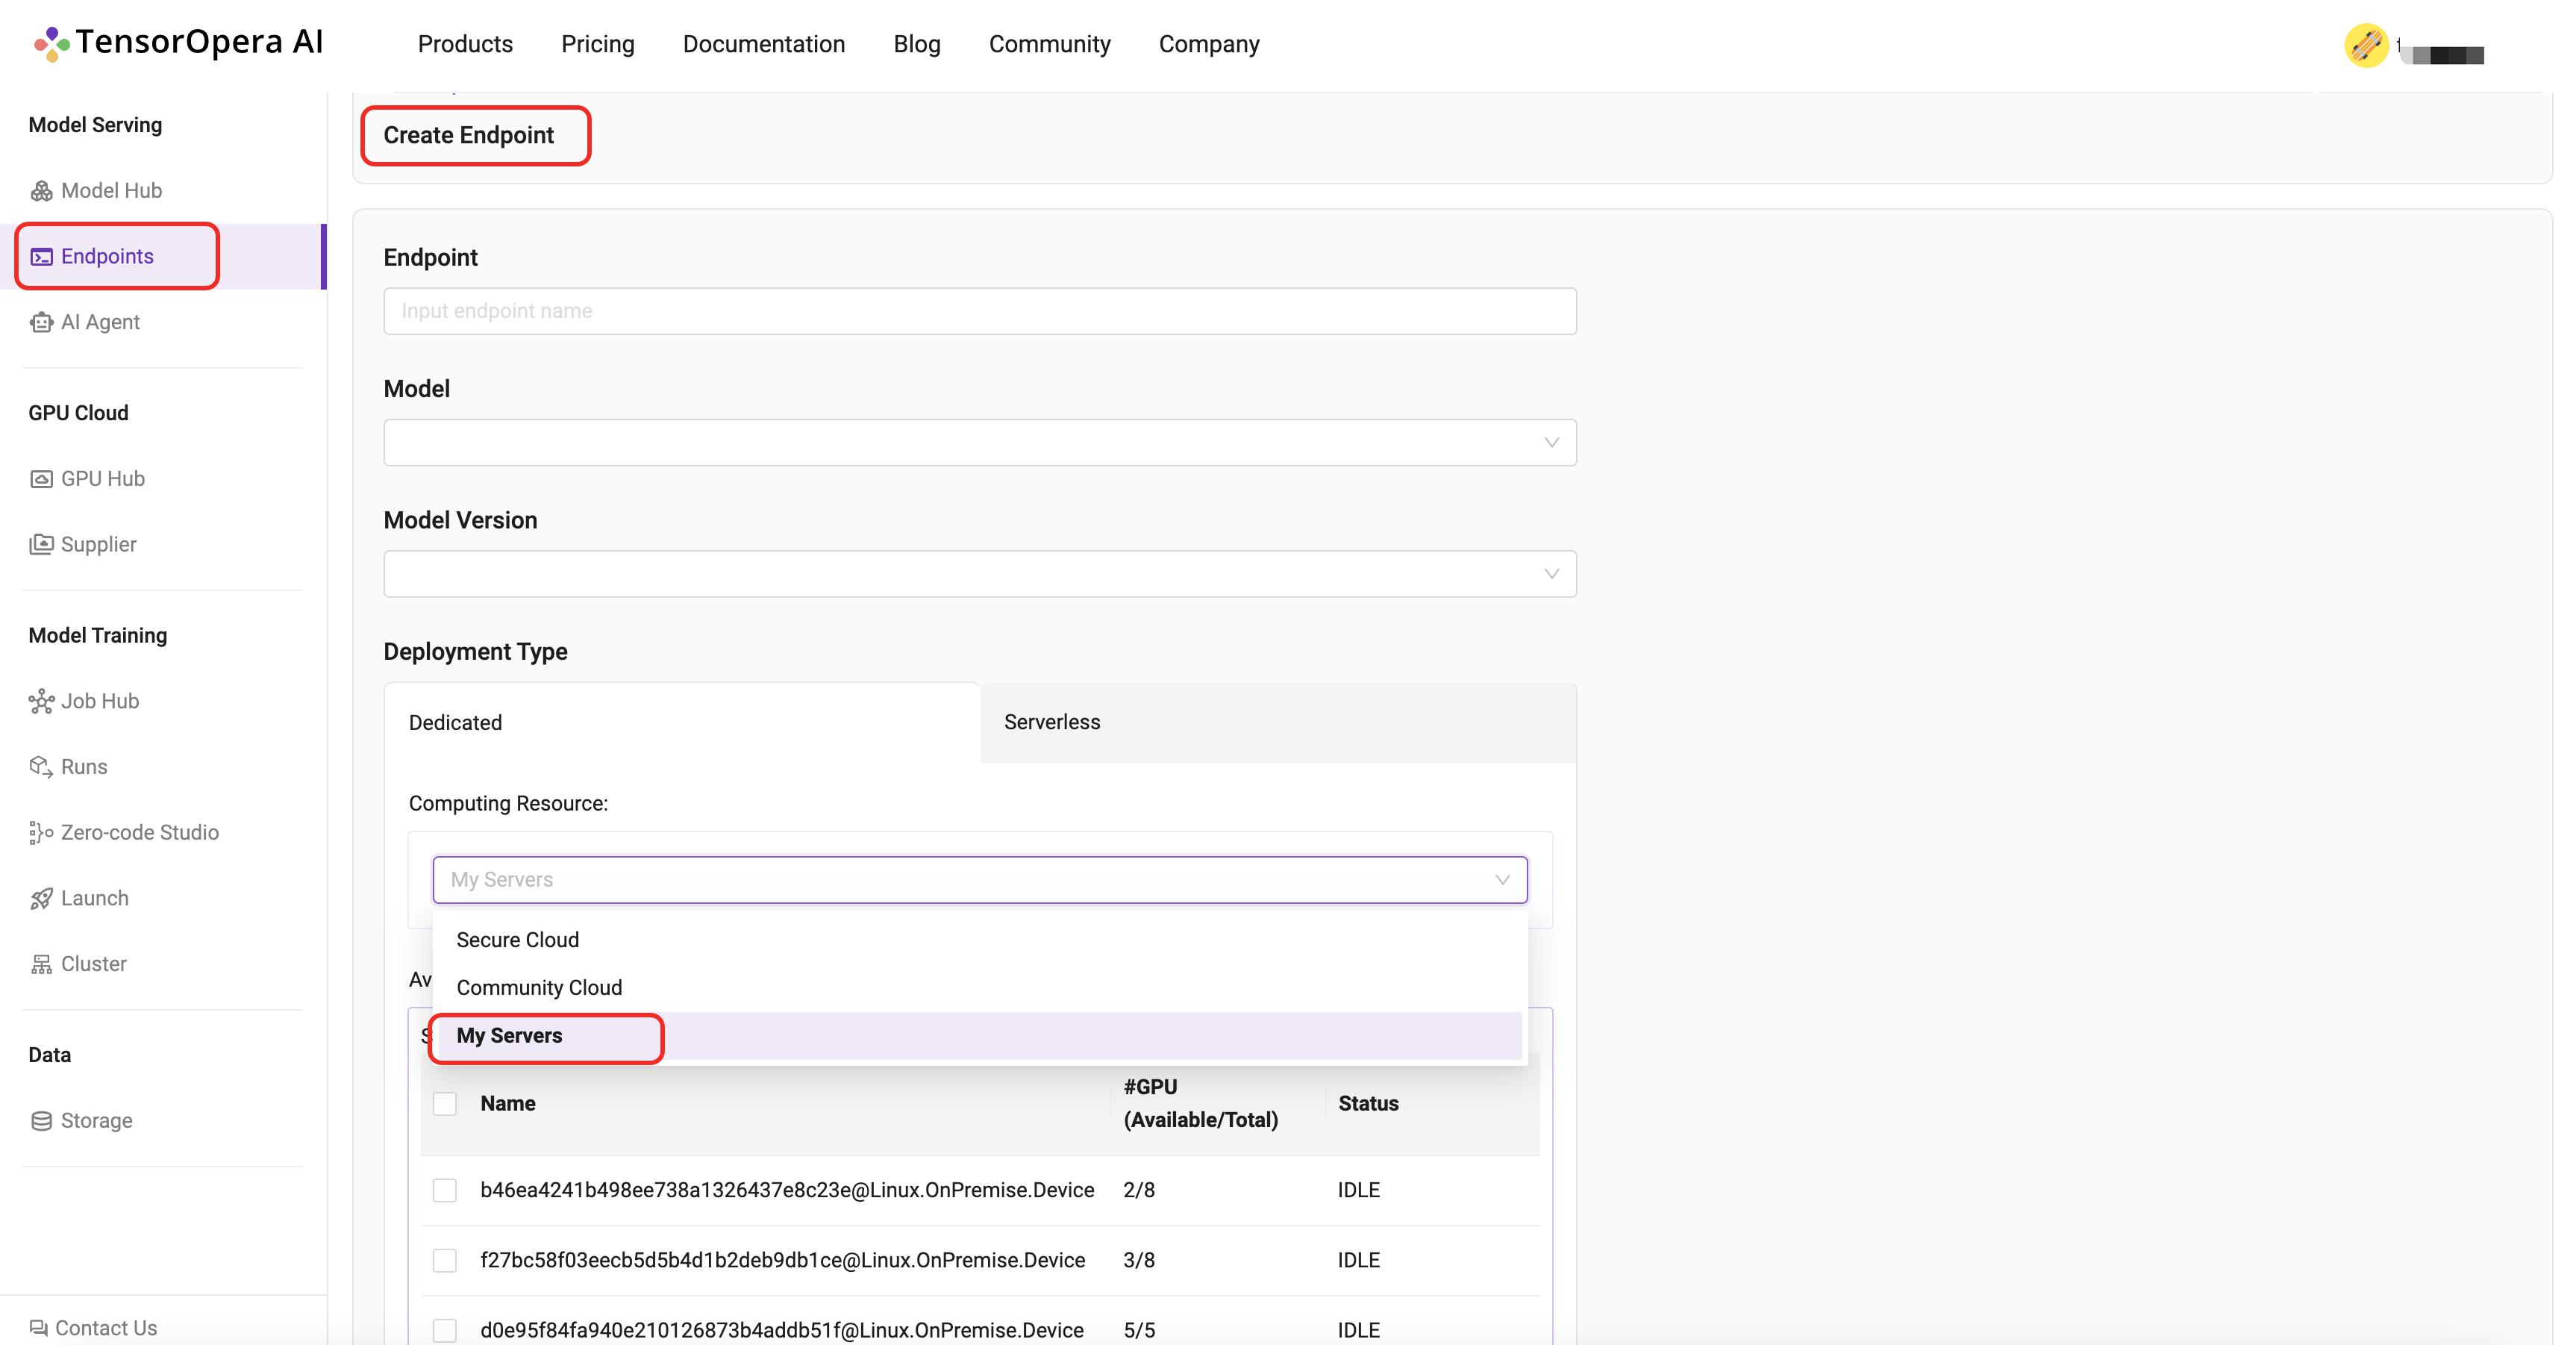 TensorOpera AI
Products Pricing Documentation Blog Community Company
Model Serving
Model Hub
Endpoints
AI Agent
GPU Cloud
GPU Hub
Supplier
Model Training
Job Hub
Runs
Zero-code Studio
Launch
Cluster
Data
Storage
Contact Us
Create Endpoint
Endpoint
Input endpoint name
Model
Model Version
Deployment Type
Dedicated
Serverless
Computing Resource:
My Servers
Secure Cloud
Community Cloud
My Servers
Name #GPU (Available/Total) Status
b46ea4241b498ee738a1326437e8c23e@Linux.OnPremise.Device 2/8 IDLE
f27bc58f03eecb5d5b4d1b2deb9db1ce@Linux.OnPremise.Device 3/8 IDLE
d0e95f84fa940e210126873b4addb51f@Linux.OnPremise.Device 5/5 IDLE